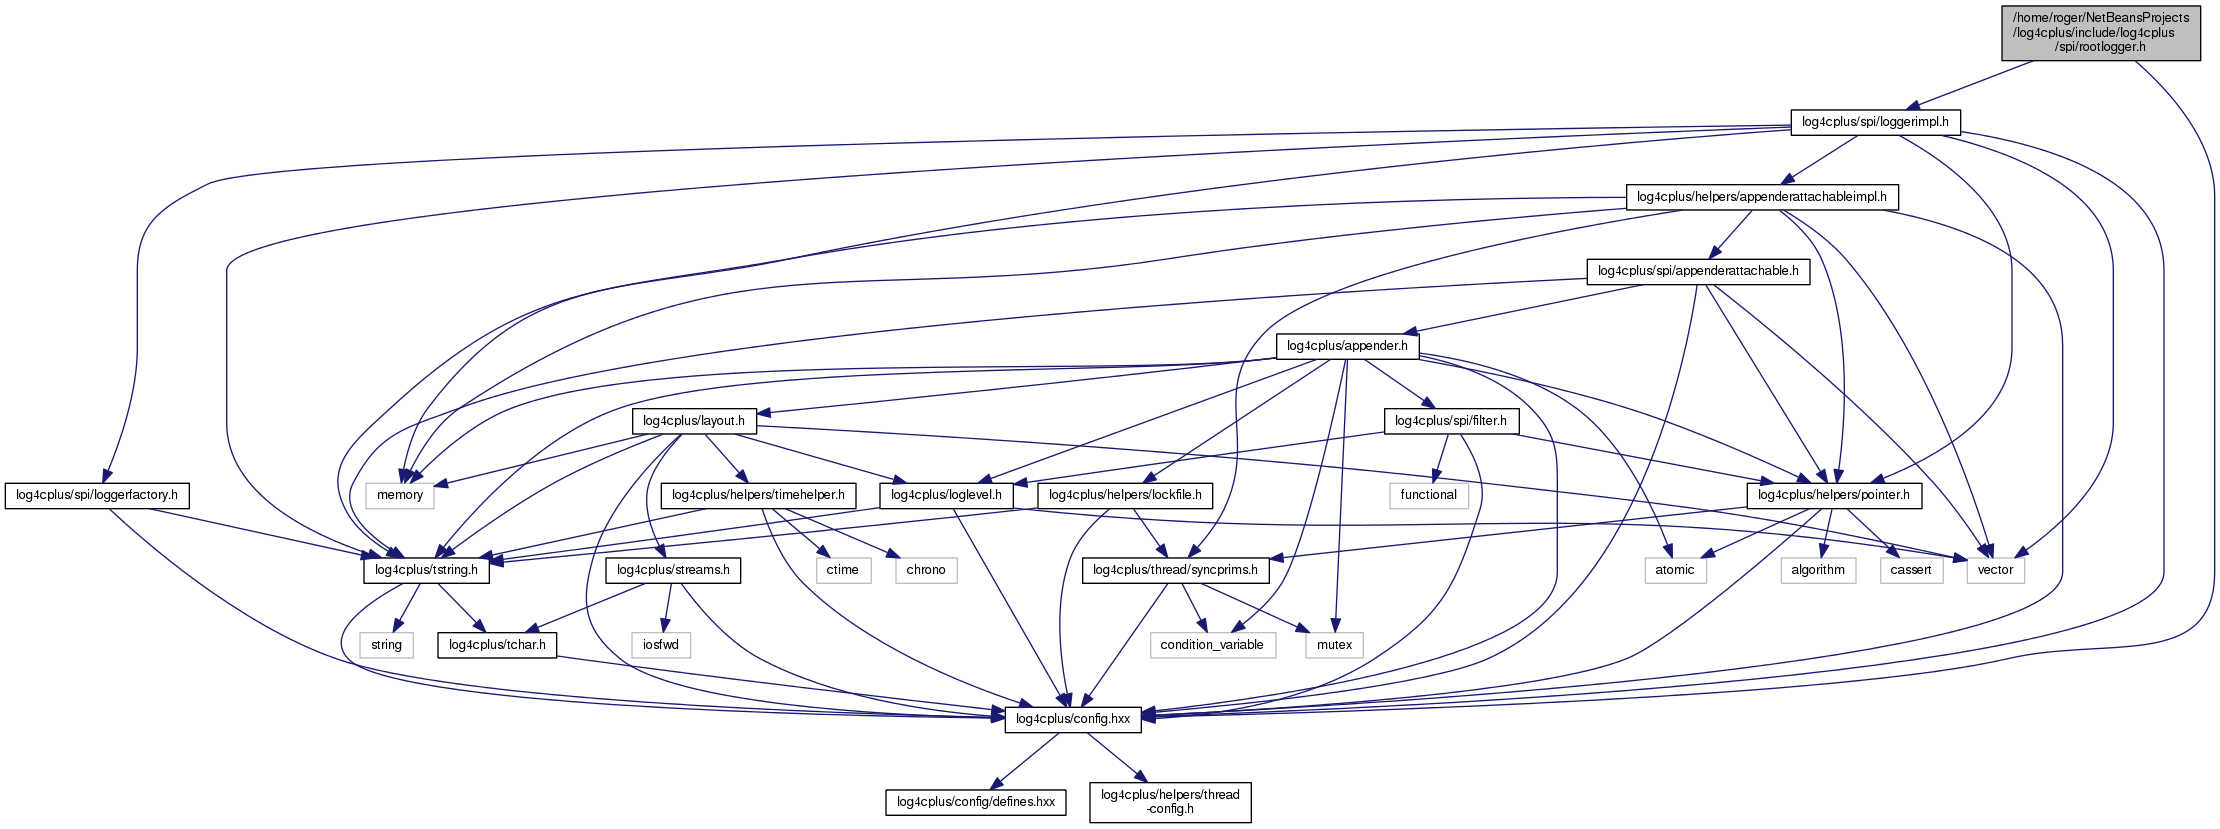 /home/roger/NetBeansProjects
/log4cplus/include/log4cplus
/spi/rootlogger.h
log4cplus/spi/loggerimpl.h
log4cplus/helpers/appenderattachableimpl.h
log4cplus/spi/appenderattachable.h
log4cplus/appender.h
log4cplus/layout.h
log4cplus/spi/filter.h
log4cplus/spi/loggerfactory.h
memory
log4cplus/helpers/timehelper.h
log4cplus/loglevel.h
log4cplus/helpers/lockfile.h
functional
log4cplus/helpers/pointer.h
log4cplus/tstring.h
log4cplus/streams.h
ctime
chrono
log4cplus/thread/syncprims.h
atomic
algorithm
cassert
vector
string
log4cplus/tchar.h
iosfwd
condition_variable
mutex
log4cplus/config.hxx
log4cplus/config/defines.hxx
log4cplus/helpers/thread
-config.h